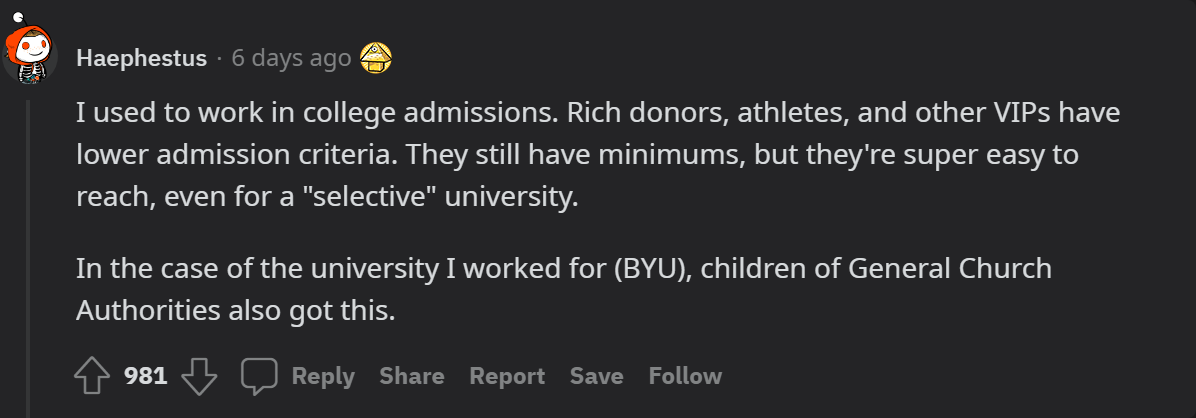 Haephestus · 6 days ago
I used to work in college admissions. Rich donors, athletes, and other VIPs have
lower admission criteria. They still have minimums, but they're super easy to
reach, even for a "selective" university.
In the case of the university I worked for (BYU), children of General Church
Authorities also got this.
981 Reply Share Report Save Follow